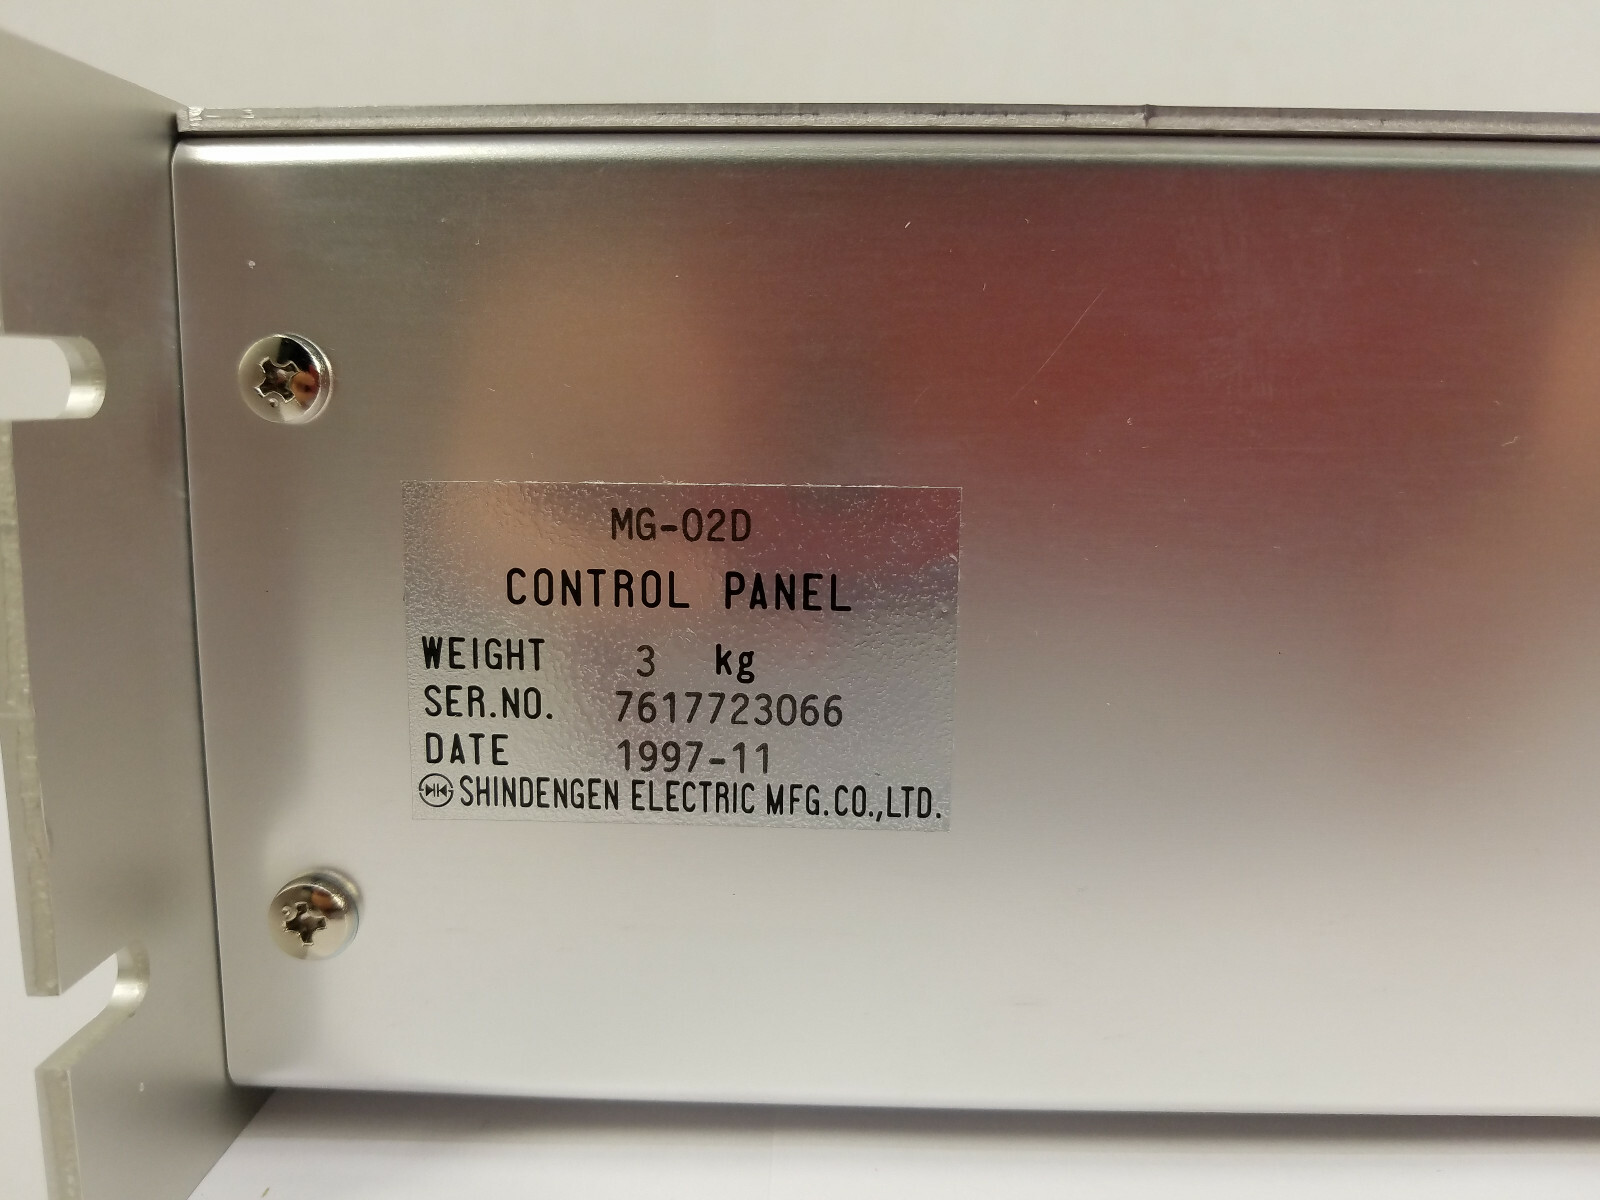 MG-02D
CONTROL PANEL
WEIGHT 3 kg
SER.NO. 7617723066
DATE 1997-11
SHINDENGEN ELECTRIC MFG.CO.,LTD.